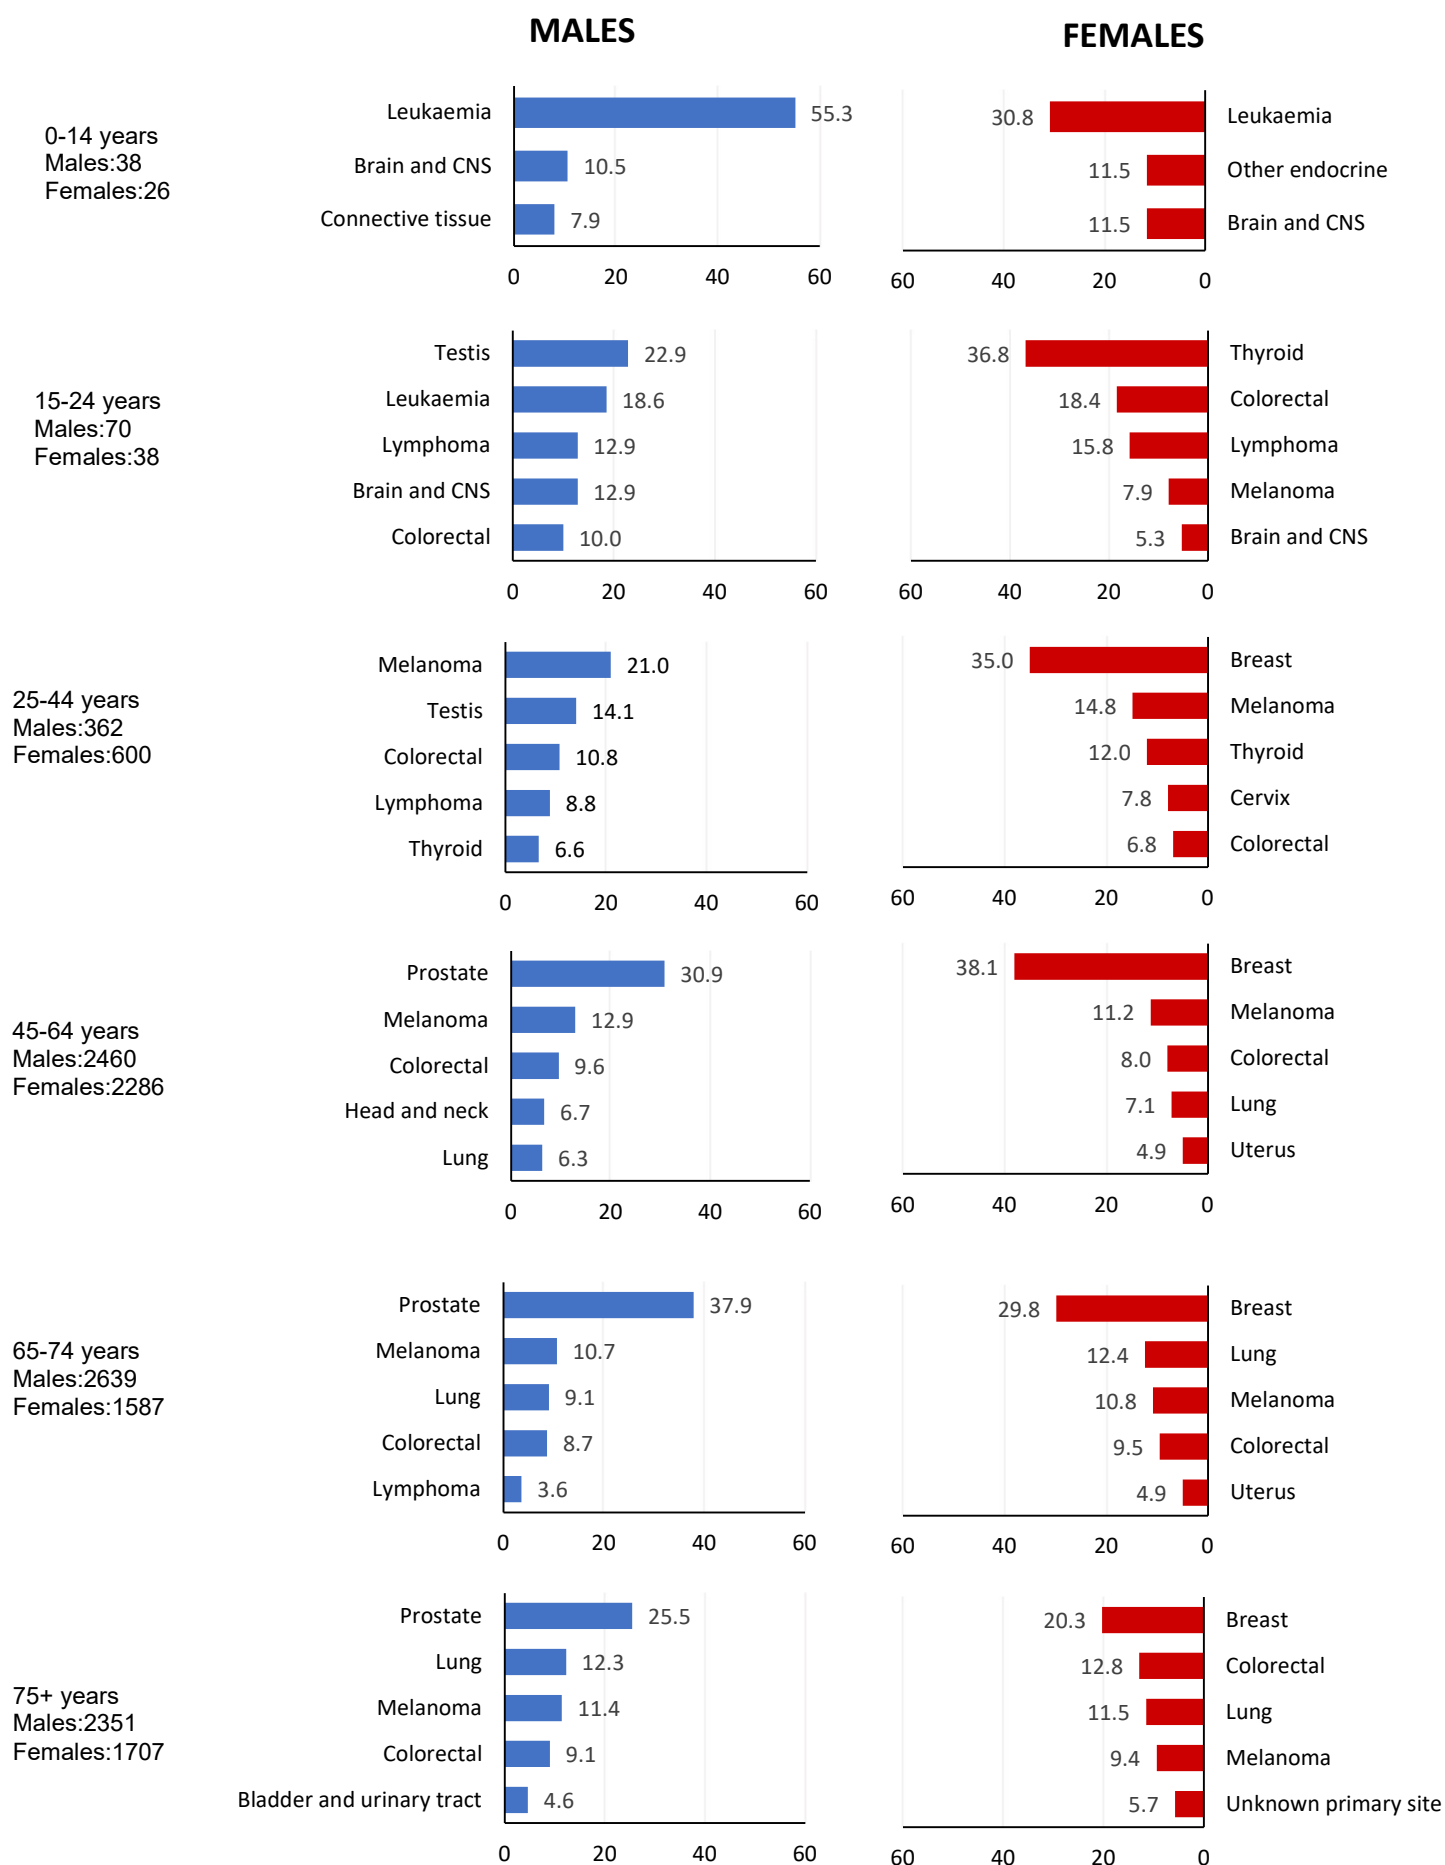 MALES
FEMALES
0-14 years
Males:38
Females:26
Leukaemia 55.3
Brain and CNS 10.5
Connective tissue 7.9
0 20 40 60
30.8 Leukaemia
11.5 Other endocrine
11.5 Brain and CNS
60 40 20 0
15-24 years
Males:70
Females:38
Testis 22.9
Leukaemia 18.6
Lymphoma 12.9
Brain and CNS 12.9
Colorectal 10.0
0 20 40 60
36.8 Thyroid
18.4 Colorectal
15.8 Lymphoma
7.9 Melanoma
5.3 Brain and CNS
60 40 20 0
25-44 years
Males:362
Females:600
Melanoma 21.0
Testis 14.1
Colorectal 10.8
Lymphoma 8.8
Thyroid 6.6
0 20 40 60
35.0 Breast
14.8 Melanoma
12.0 Thyroid
7.8 Cervix
6.8 Colorectal
60 40 20 0
45-64 years
Males:2460
Females:2286
Prostate 30.9
Melanoma 12.9
Colorectal 9.6
Head and neck 6.7
Lung 6.3
0 20 40 60
38.1 Breast
11.2 Melanoma
8.0 Colorectal
7.1 Lung
4.9 Uterus
60 40 20 0
65-74 years
Males:2639
Females:1587
Prostate 37.9
Melanoma 10.7
Lung 9.1
Colorectal 8.7
Lymphoma 3.6
0 20 40 60
29.8 Breast
12.4 Lung
10.8 Melanoma
9.5 Colorectal
4.9 Uterus
60 40 20 0
75+ years
Males:2351
Females:1707
Prostate 25.5
Lung 12.3
Melanoma 11.4
Colorectal 9.1
Bladder and urinary tract 4.6
0 20 40 60
20.3 Breast
12.8 Colorectal
11.5 Lung
9.4 Melanoma
5.7 Unknown primary site
60 40 20 0